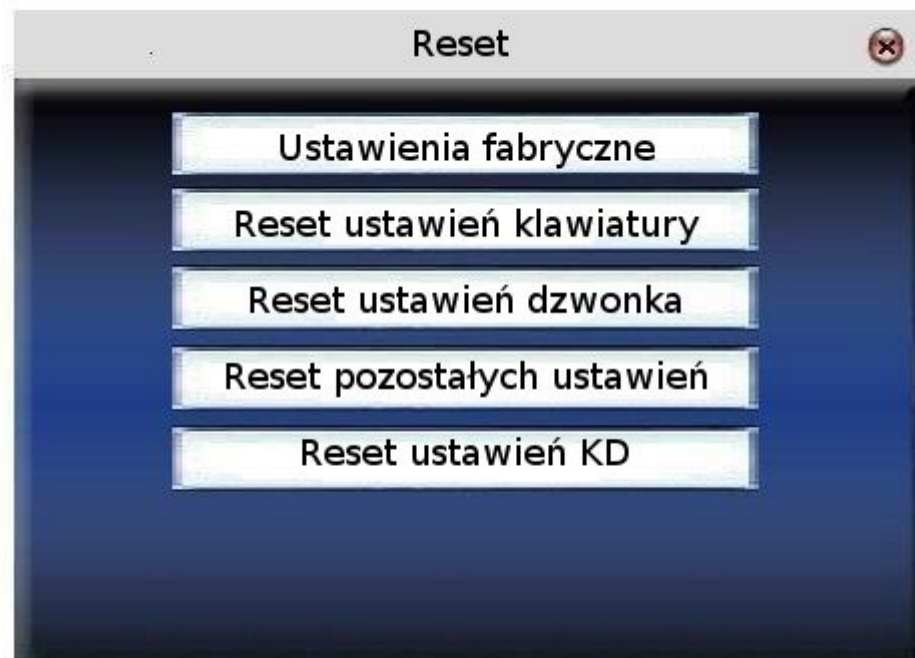 Reset
Ustawienia fabryczne
Reset ustawień klawiatury
Reset ustawień dzwonka
Reset pozostałych ustawień
Reset ustawień KD